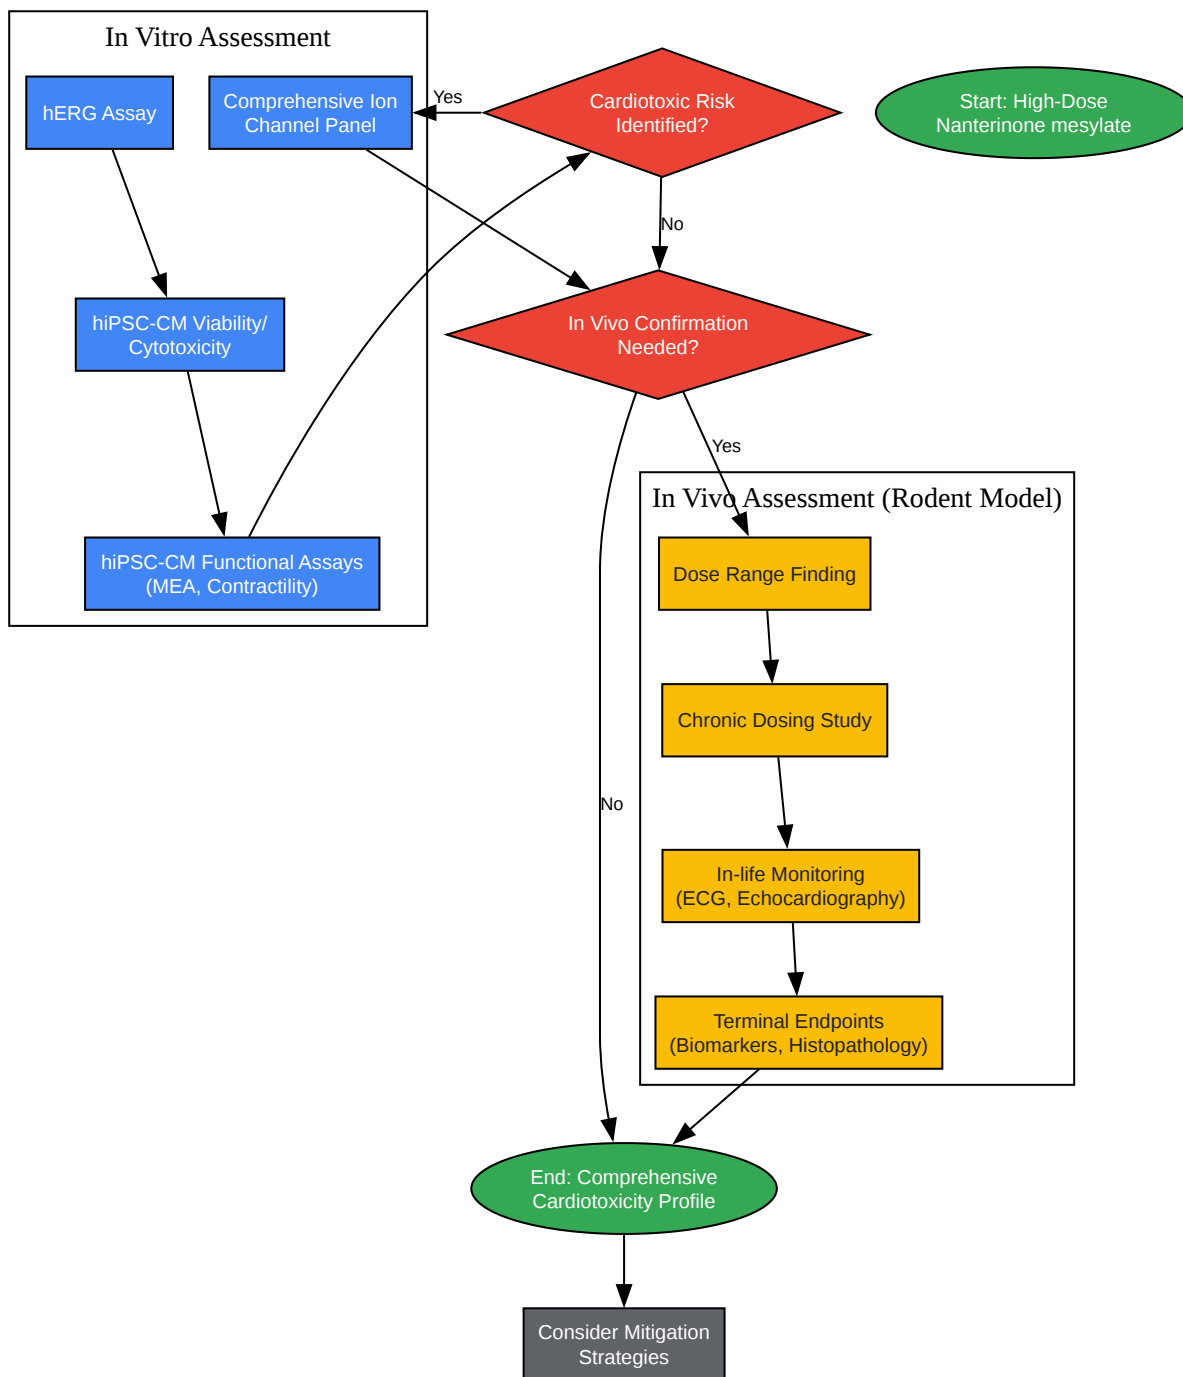 In Vitro Assessment
hERG Assay
Comprehensive Ion
Channel Panel
Yes
Cardiotoxic Risk
Identified?
Start: High-Dose
Nanterinone mesylate
No
hiPSC-CM Viability/
Cytotoxicity
In Vivo Confirmation
Needed?
Yes
In Vivo Assessment (Rodent Model)
hiPSC-CM Functional Assays
(MEA, Contractility)
Dose Range Finding
Chronic Dosing Study
No
In-life Monitoring
(ECG, Echocardiography)
Terminal Endpoints
(Biomarkers, Histopathology)
End: Comprehensive
Cardiotoxicity Profile
Consider Mitigation
Strategies